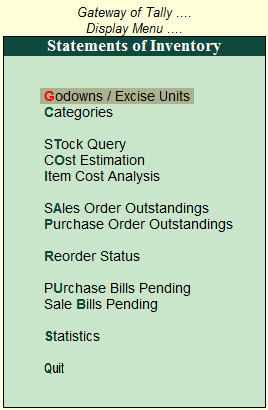 Gateway of Tally ....
Display Menu ....
Statements of Inventory
Godowns / Excise Units
Categories
STock Query
COst Estimation
Item Cost Analysis
SAles Order Outstandings
Purchase Order Outstandings
Reorder Status
PUrchase Bills Pending
Sale Bills Pending
Statistics
Quit